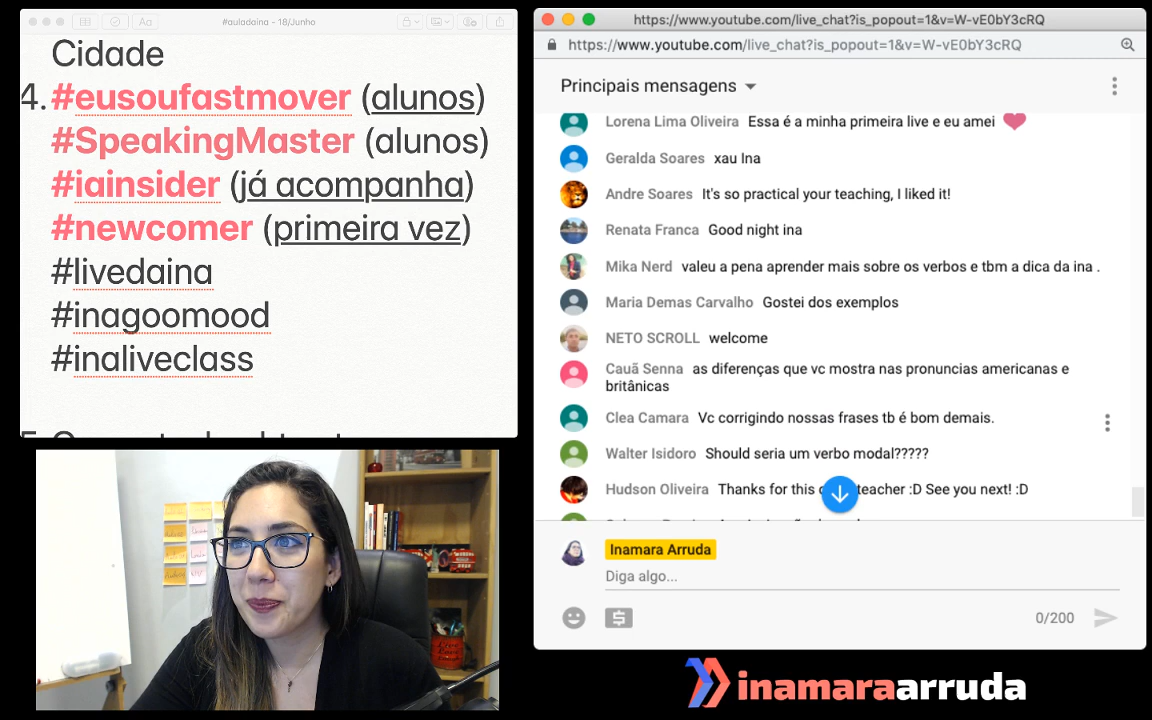 Aa
#auladaina - 18/Junho
Cidade
4. #eusoufastmover (alunos)
#SpeakingMaster (alunos)
#iainsider (já acompanha)
#newcomer (primeira vez)
#livedaina
#inagoomood
#inaliveclass
https://www.youtube.com/live_chat?is_popout=1&v=W-vE0bY3cRQ
https://www.youtube.com/live_chat?is_popout=1&v=W-vE0bY3cRQ
Principais mensagens
Lorena Lima Oliveira Essa é a minha primeira live e eu amei
Geralda Soares xau Ina
Andre Soares It's so practical your teaching, I liked it!
Renata Franca Good night ina
Mika Nerd valeu a pena aprender mais sobre os verbos e tbm a dica da ina .
Maria Demas Carvalho Gostei dos exemplos
NETO SCROLL welcome
Cauã Senna as diferenças que vc mostra nas pronuncias americanas e
britânicas
Clea Camara Vc corrigindo nossas frases tb é bom demais.
Walter Isidoro Should seria um verbo modal?????
Hudson Oliveira Thanks for this teacher :D See you next! :D
Inamara Arruda
Diga algo...
0/200
inamaraarruda